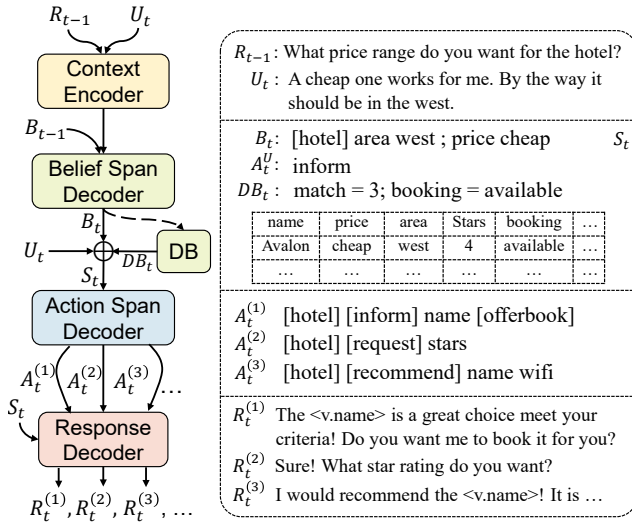 R_{t−1} U_t
Context
Encoder
B_{t−1}
Belief Span
Decoder
B_t
U_t
DB_t
DB
S_t
Action Span
Decoder
A_t^{(1)} A_t^{(2)} A_t^{(3)} ...
S_t
Response
Decoder
R_t^{(1)}, R_t^{(2)}, R_t^{(3)}, ...
R_{t−1} : What price range do you want for the hotel?
U_t : A cheap one works for me. By the way it
should be in the west.
B_t: [hotel] area west ; price cheap S_t
A_t^U: inform
DB_t : match = 3; booking = available
name price area Stars booking ...
Avalon cheap west 4 available ...
... ... ... ... ...
A_t^{(1)} [hotel] [inform] name [offerbook]
A_t^{(2)} [hotel] [request] stars
A_t^{(3)} [hotel] [recommend] name wifi
R_t^{(1)} The <v.name> is a great choice meet your
criteria! Do you want me to book it for you?
R_t^{(2)} Sure! What star rating do you want?
R_t^{(3)} I would recommend the <v.name>! It is ...